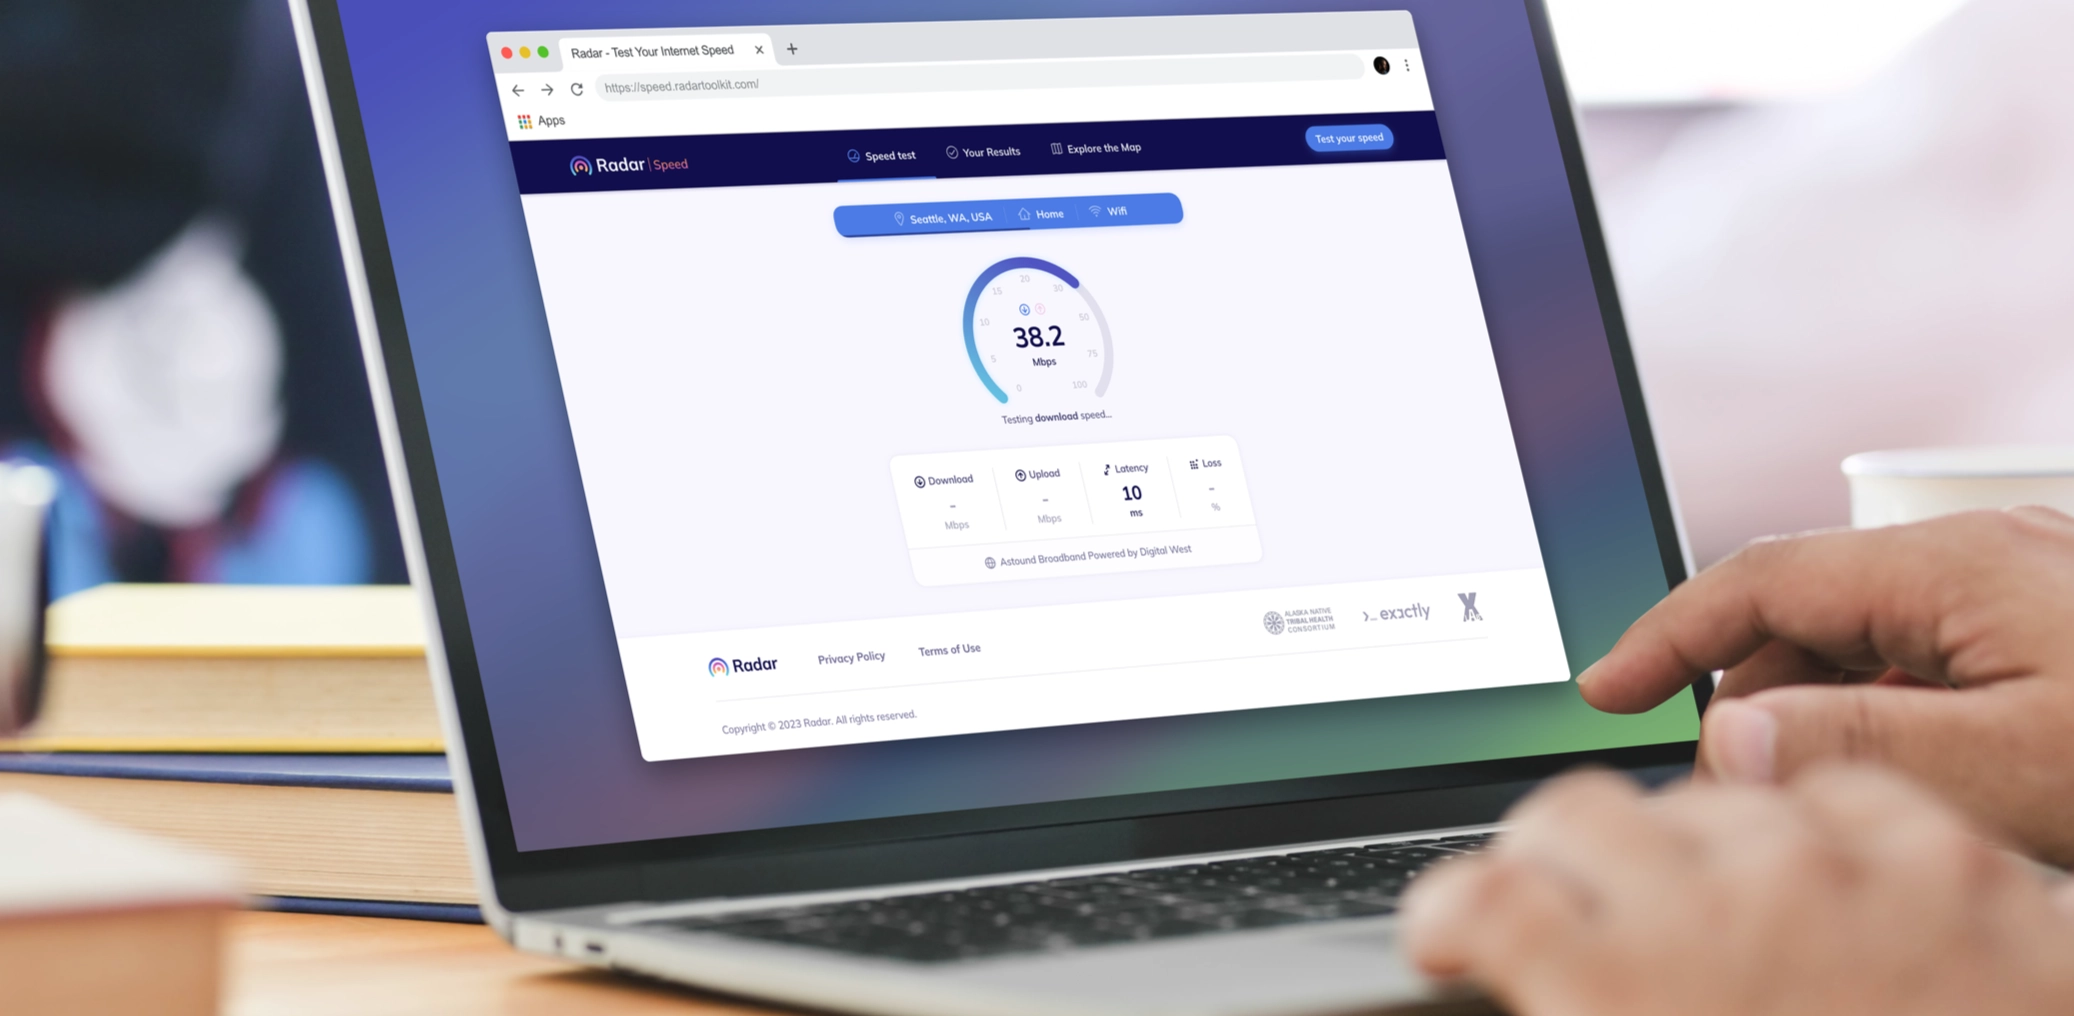 Radar - Test Your Internet Speed
https://speed.radartoolkit.com/
Apps
Radar | Speed
Speed test
Your Results
Explore the Map
Test your speed
Seattle, WA, USA
Home
Wifi
20
15
30
10
50
38.2
Mbps
5
75
0
100
Testing download speed...
Download
-
Mbps
Upload
-
Mbps
Latency
10
ms
Loss
-
%
Astound Broadband Powered by Digital West
Radar
Privacy Policy
Terms of Use
ALASKA NATIVE
TRIBAL HEALTH
CONSORTIUM
>_ exactly
Copyright © 2023 Radar. All rights reserved.